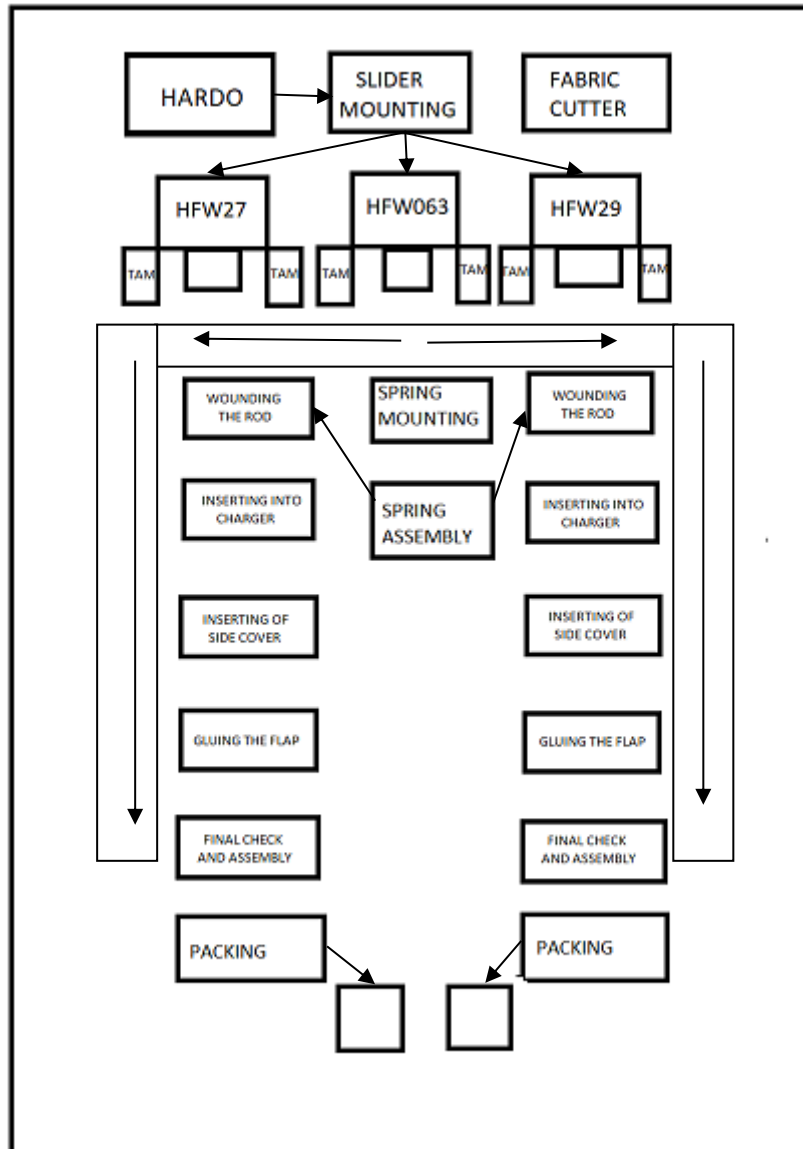 HARDO
SLIDER
MOUNTING
FABRIC
CUTTER
HFW27
HFW063
HFW29
TAM
TAM
TAM
TAM
TAM
TAM
WOUNDING
THE ROD
SPRING
MOUNTING
WOUNDING
THE ROD
INSERTING INTO
CHARGER
SPRING
ASSEMBLY
INSERTING INTO
CHARGER
INSERTING OF
SIDE COVER
INSERTING OF
SIDE COVER
GLUING THE FLAP
GLUING THE FLAP
FINAL CHECK
AND ASSEMBLY
FINAL CHECK
AND ASSEMBLY
PACKING
PACKING